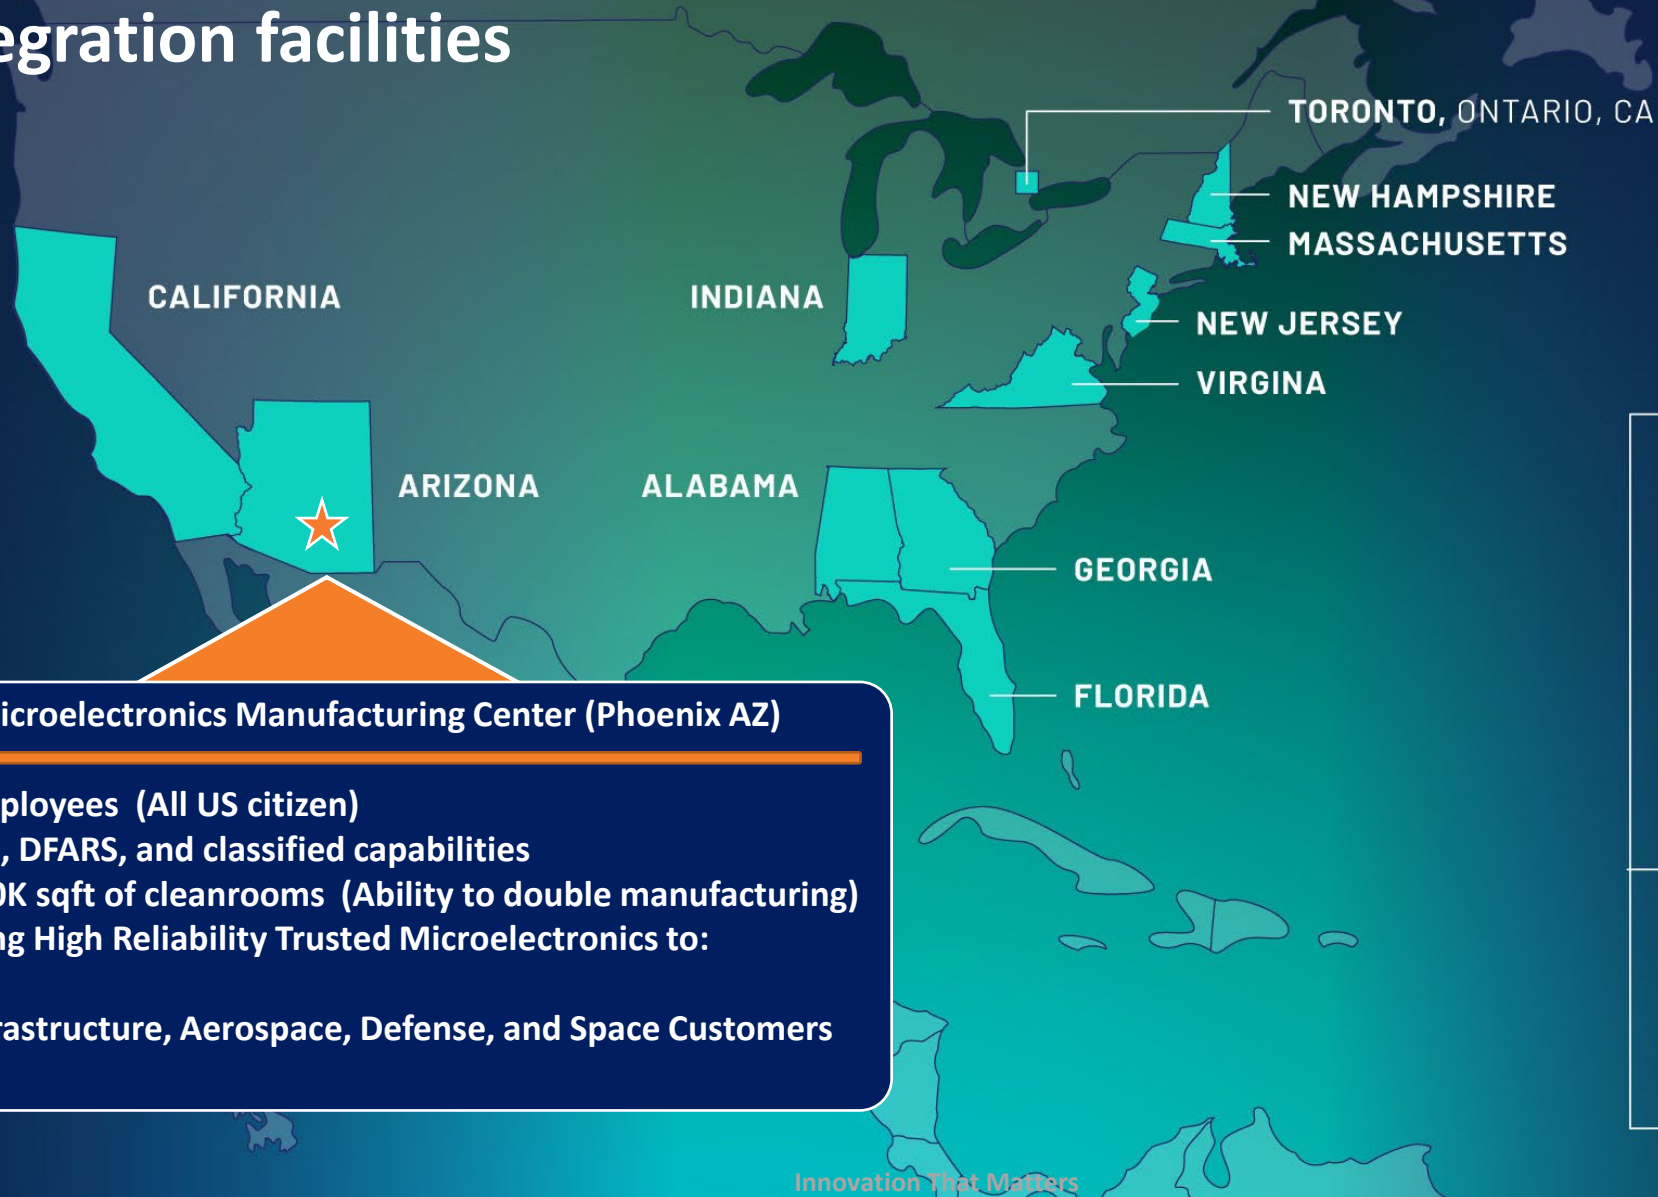 egration facilities
TORONTO, ONTARIO, CA
NEW HAMPSHIRE
MASSACHUSETTS
CALIFORNIA
INDIANA
NEW JERSEY
VIRGINA
ARIZONA
ALABAMA
GEORGIA
FLORIDA
icroelectronics Manufacturing Center (Phoenix AZ)
ployees (All US citizen)
, DFARS, and classified capabilities
0K sqft of cleanrooms (Ability to double manufacturing)
ng High Reliability Trusted Microelectronics to:
rastructure, Aerospace, Defense, and Space Customers
Innovation That Matters